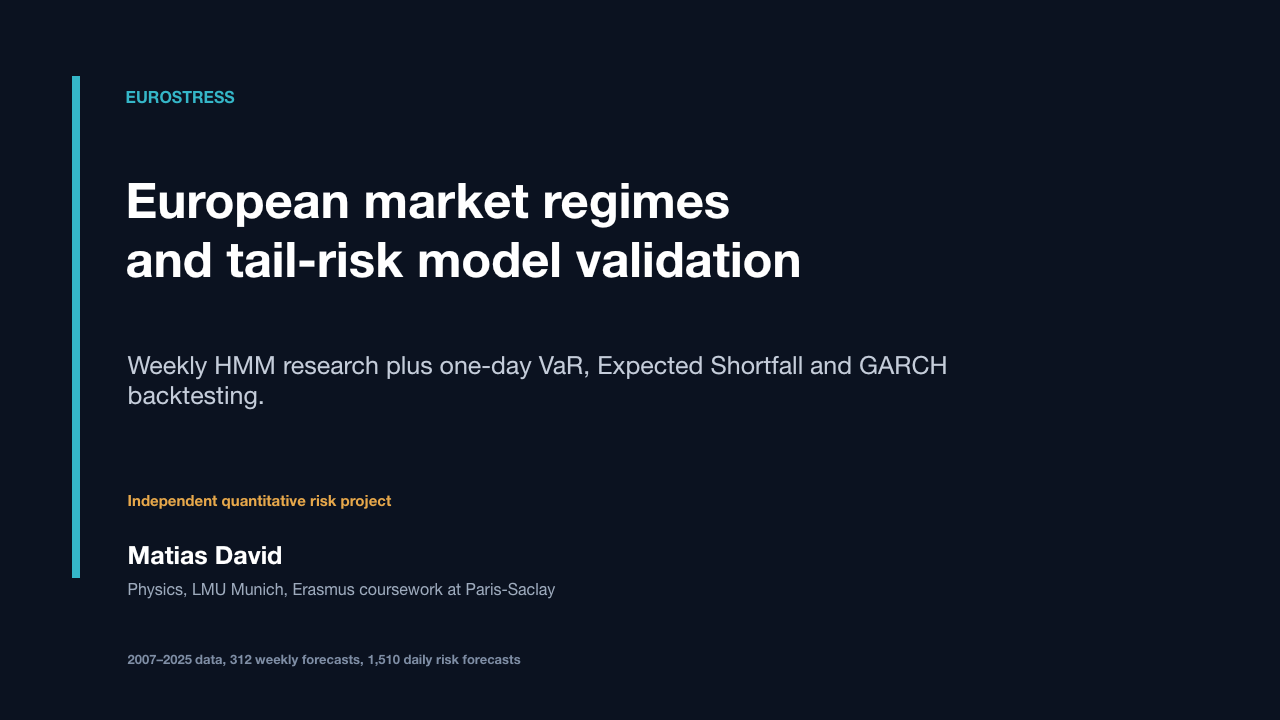 EUROSTRESS
European market regimes
and tail-risk model validation
Weekly HMM research plus one-day VaR, Expected Shortfall and GARCH
backtesting.
Independent quantitative risk project
Matias David
Physics, LMU Munich, Erasmus coursework at Paris-Saclay
2007–2025 data, 312 weekly forecasts, 1,510 daily risk forecasts